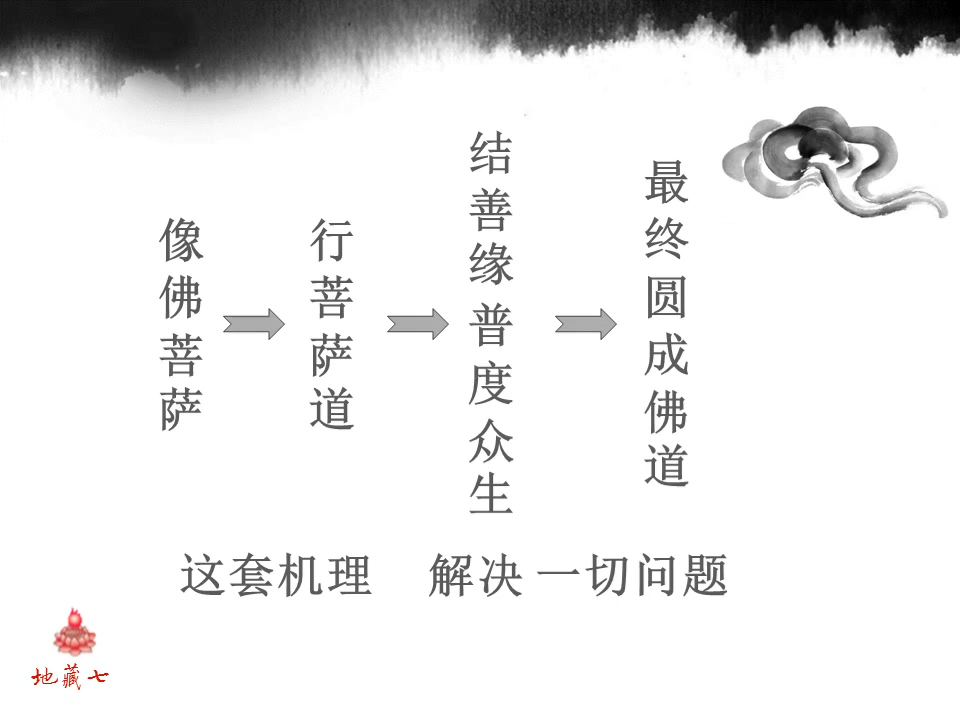 像佛菩萨
行菩萨道
结善缘普度众生
最终圆成佛道
这套机理 解决一切问题
地藏七